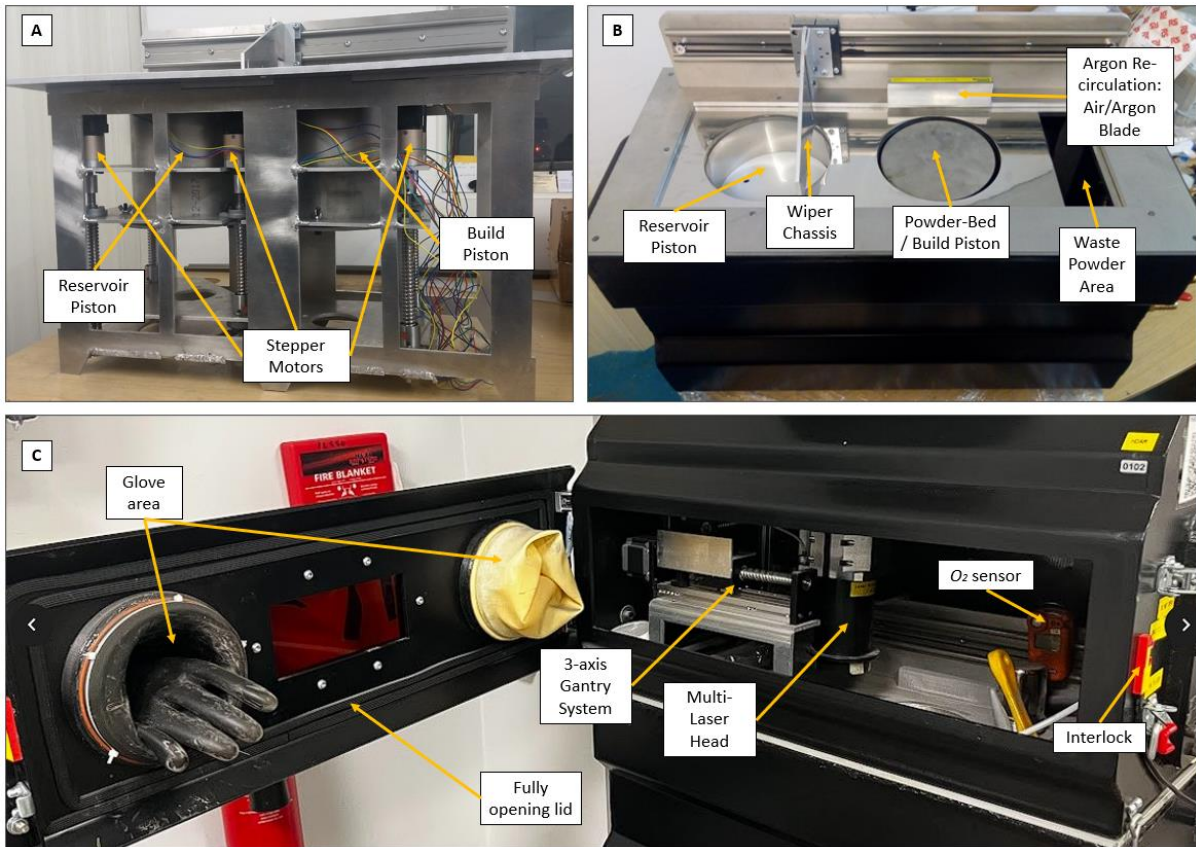 A
Reservoir
Piston
Stepper
Motors
Build
Piston
B
Argon Re-
circulation:
Air/Argon
Blade
Reservoir
Piston
Wiper
Chassis
Powder-Bed
/ Build Piston
Waste
Powder
Area
C
Glove
area
FIRE BLANKET
Fully
opening lid
3-axis
Gantry
System
Multi-
Laser
Head
O₂ sensor
Interlock
0102